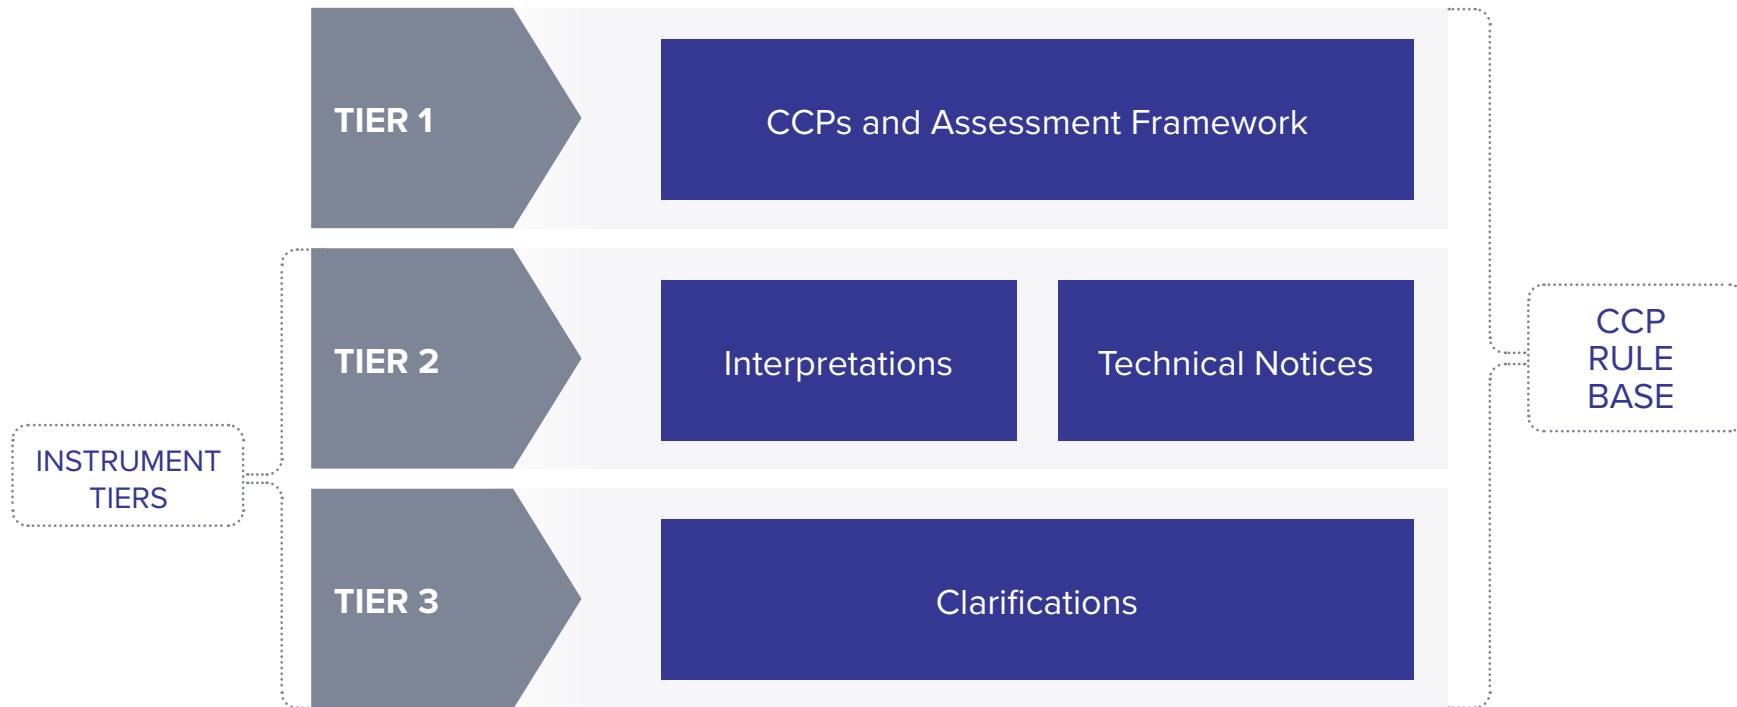 TIER 1
CCPs and Assessment Framework
TIER 2
Interpretations
Technical Notices
CCP
RULE
BASE
INSTRUMENT
TIERS
TIER 3
Clarifications